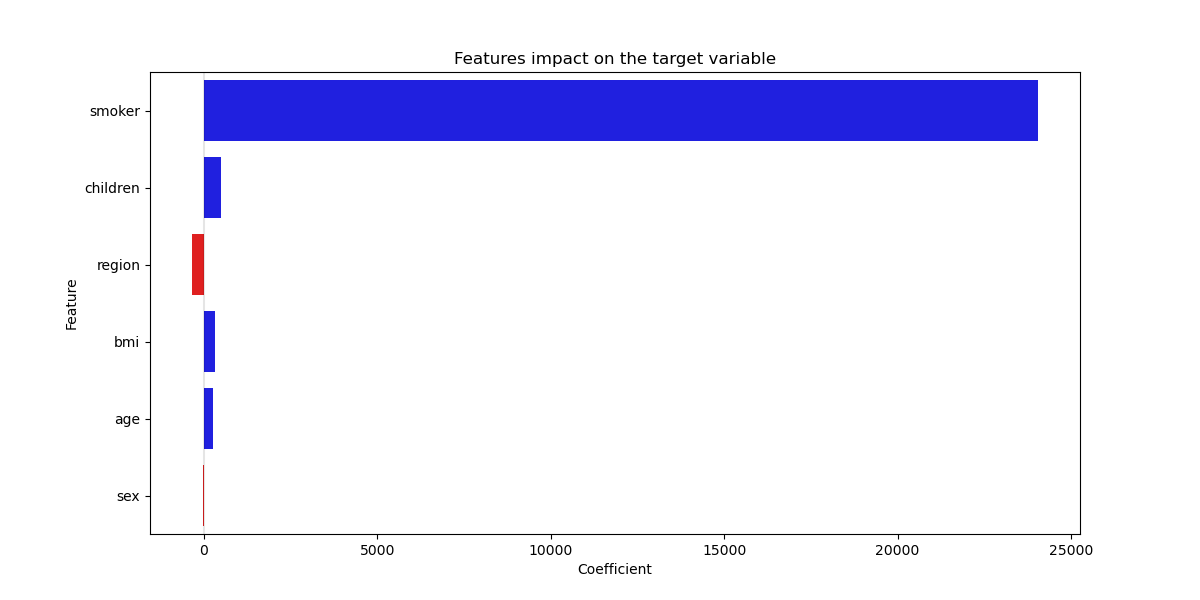 Features impact on the target variable
smoker
children
region
bmi
age
sex
Feature
0 5000 10000 15000 20000 25000
Coefficient